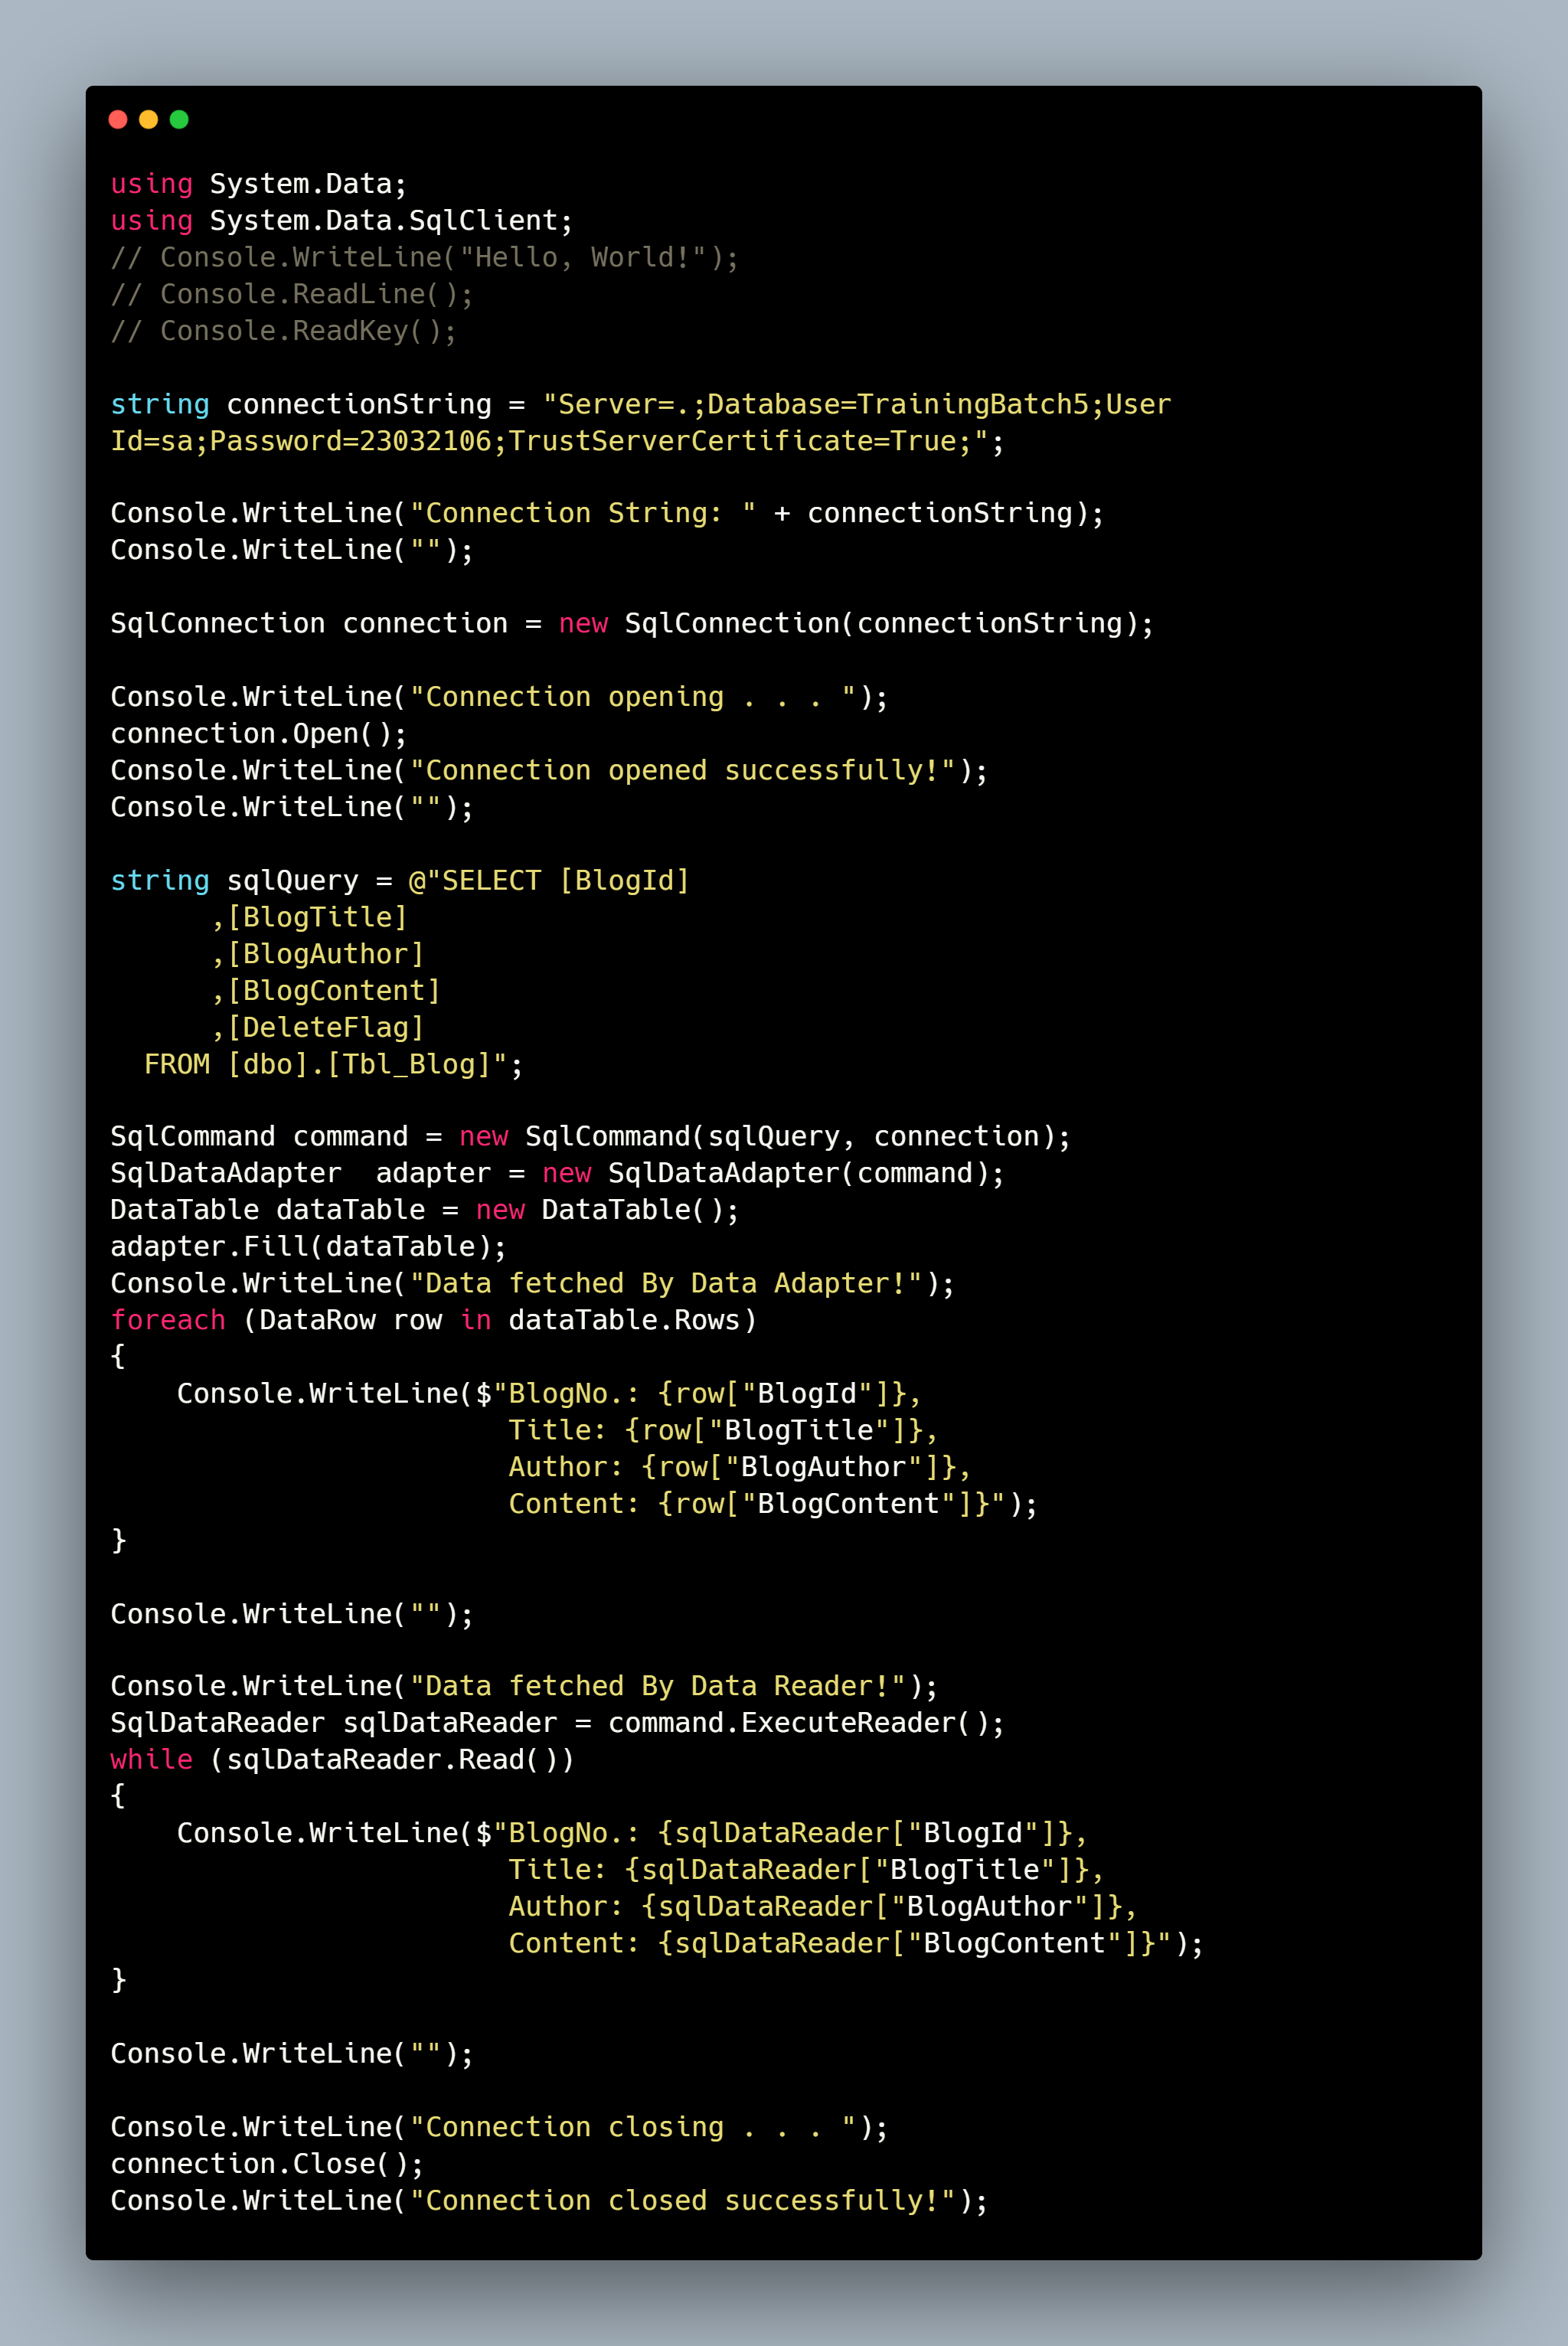 using System.Data;
using System.Data.SqlClient;
// Console.WriteLine("Hello, World!");
// Console.ReadLine();
// Console.ReadKey();

string connectionString = "Server=.;Database=TrainingBatch5;User
Id=sa;Password=23032106;TrustServerCertificate=True;";

Console.WriteLine("Connection String: " + connectionString);
Console.WriteLine("");

SqlConnection connection = new SqlConnection(connectionString);

Console.WriteLine("Connection opening . . . ");
connection.Open();
Console.WriteLine("Connection opened successfully!");
Console.WriteLine("");

string sqlQuery = @"SELECT [BlogId]
      ,[BlogTitle]
      ,[BlogAuthor]
      ,[BlogContent]
      ,[DeleteFlag]
  FROM [dbo].[Tbl_Blog]";

SqlCommand command = new SqlCommand(sqlQuery, connection);
SqlDataAdapter  adapter = new SqlDataAdapter(command);
DataTable dataTable = new DataTable();
adapter.Fill(dataTable);
Console.WriteLine("Data fetched By Data Adapter!");
foreach (DataRow row in dataTable.Rows)
{
    Console.WriteLine($"BlogNo.: {row["BlogId"]},
                        Title: {row["BlogTitle"]},
                        Author: {row["BlogAuthor"]},
                        Content: {row["BlogContent"]}");
}

Console.WriteLine("");

Console.WriteLine("Data fetched By Data Reader!");
SqlDataReader sqlDataReader = command.ExecuteReader();
while (sqlDataReader.Read())
{
    Console.WriteLine($"BlogNo.: {sqlDataReader["BlogId"]},
                        Title: {sqlDataReader["BlogTitle"]},
                        Author: {sqlDataReader["BlogAuthor"]},
                        Content: {sqlDataReader["BlogContent"]}");
}

Console.WriteLine("");

Console.WriteLine("Connection closing . . . ");
connection.Close();
Console.WriteLine("Connection closed successfully!");